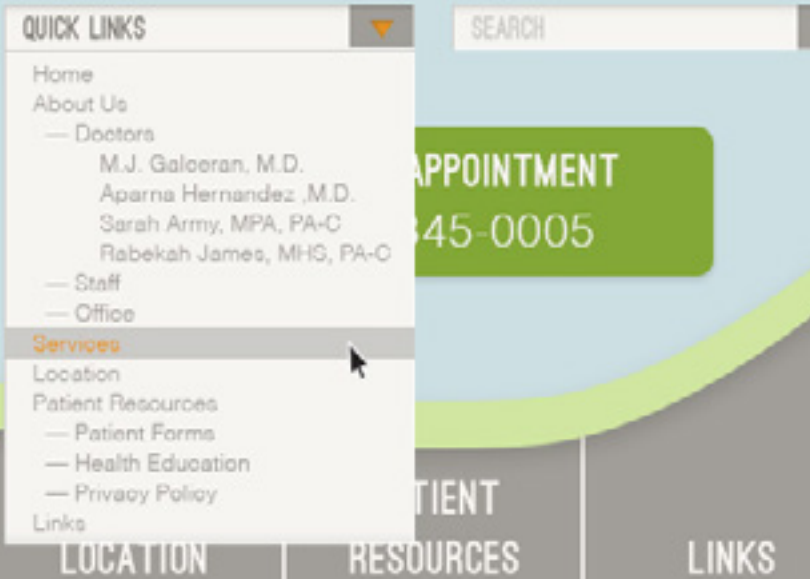 QUICK LINKS
SEARCH
Home
About Us
— Doctors
M.J. Galceran, M.D.
Aparna Hernandez ,M.D.
Sarah Army, MPA, PA-C
Rabekah James, MHS, PA-C
— Staff
— Office
Services
Location
Patient Resources
— Patient Forms
— Health Education
— Privacy Policy
Links
APPOINTMENT
345-0005
TIENT
LOCATION
RESOURCES
LINKS